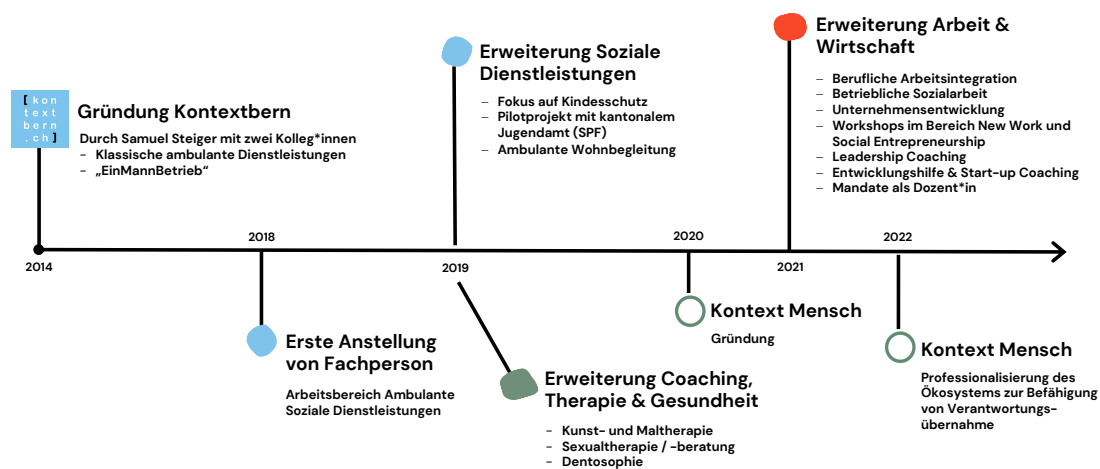 [kon
text
bern
.ch]
Gründung Kontextbern
Durch Samuel Steiger mit zwei Kolleg*innen
- Klassische ambulante Dienstleistungen
- „EinMannBetrieb“
2014
2018
Erste Anstellung
von Fachperson
Arbeitsbereich Ambulante
Soziale Dienstleistungen
Erweiterung Soziale
Dienstleistungen
– Fokus auf Kindesschutz
– Pilotprojekt mit kantonalem
Jugendamt (SPF)
– Ambulante Wohnbegleitung
2019
Erweiterung Coaching,
Therapie & Gesundheit
- Kunst- und Maltherapie
- Sexualtherapie / -beratung
- Dentosophie
2020
Kontext Mensch
Gründung
Erweiterung Arbeit &
Wirtschaft
– Berufliche Arbeitsintegration
– Betriebliche Sozialarbeit
– Unternehmensentwicklung
– Workshops im Bereich New Work und
Social Entrepreneurship
– Leadership Coaching
– Entwicklungshilfe & Start-up Coaching
– Mandate als Dozent*in
2021
2022
Kontext Mensch
Professionalisierung des
Ökosystems zur Befähigung
von Verantwortungs-
übernahme